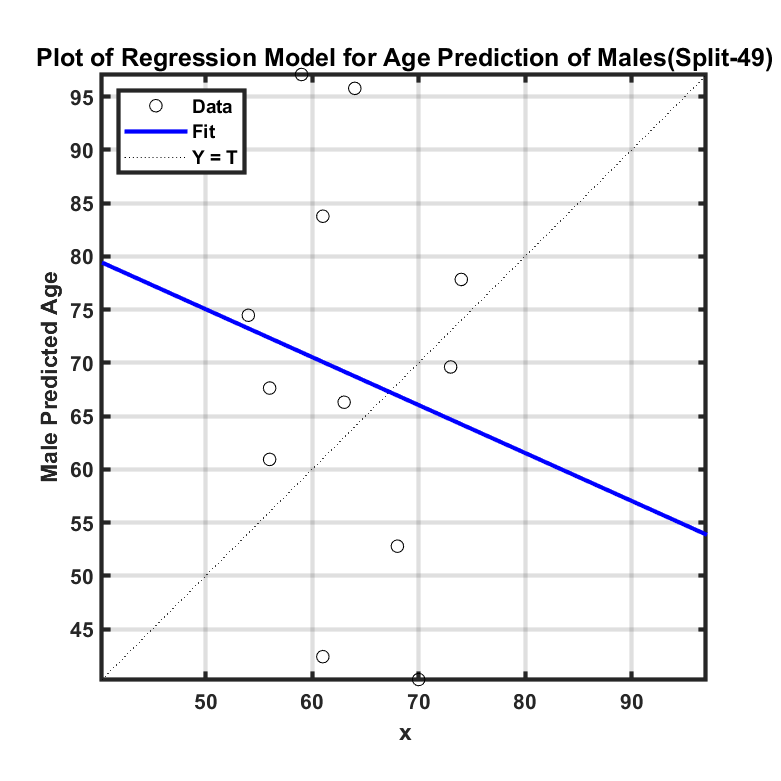 Plot of Regression Model for Age Prediction of Males(Split-49)
Data
Fit
Y = T
95
90
85
80
75
70
65
60
55
50
45
Male Predicted Age
50 60 70 80 90
x